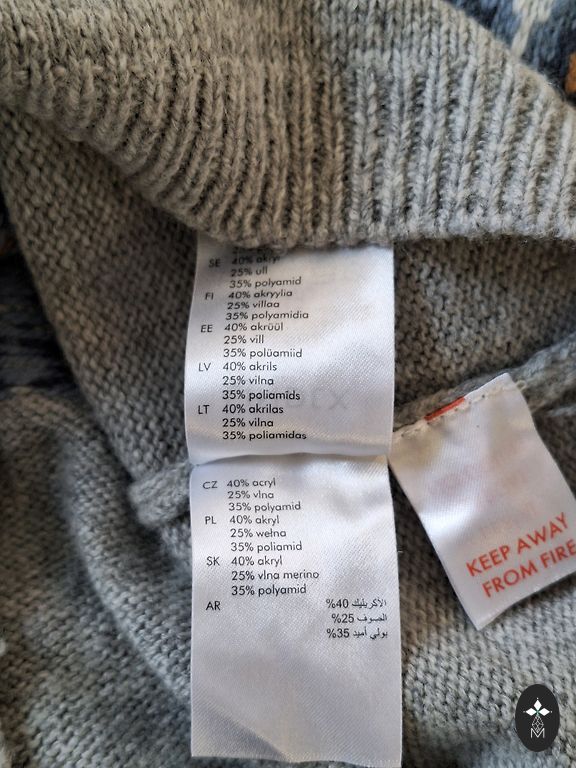 SE 40% akryl
25% ull
35% polyamid
FI 40% akryylia
25% villaa
35% polyamidia
EE 40% akrüül
25% vill
35% polüamiid
LV 40% akrils
25% vilna
35% poliamīds
LT 40% akrilas
25% vilna
35% poliamidas
CZ 40% acryl
25% vlna
35% polyamid
PL 40% akryl
25% wełna
35% poliamid
SK 40% akryl
25% vlna merino
35% polyamid
AR الأكريليك 40%
الصوف 25%
بولي أميد 35%
KEEP AWAY
FROM FIRE